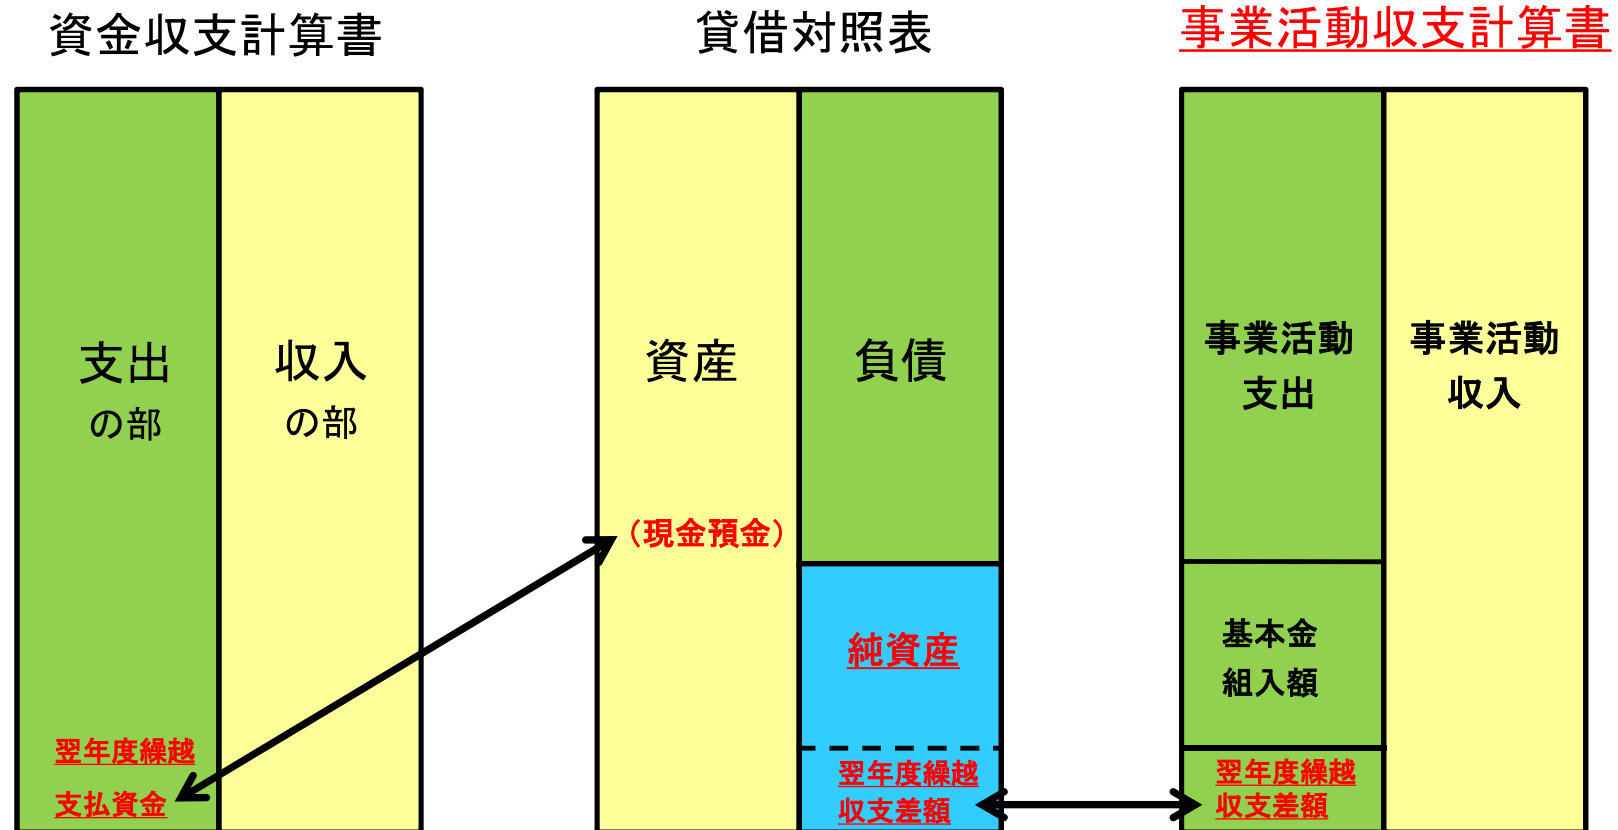 資金収支計算書
支出
の部
収入
の部
翌年度繰越
支払資金
貸借対照表
資産
（現金預金）
負債
純資産
翌年度繰越
収支差額
事業活動収支計算書
事業活動
支出
事業活動
収入
基本金
組入額
翌年度繰越
収支差額